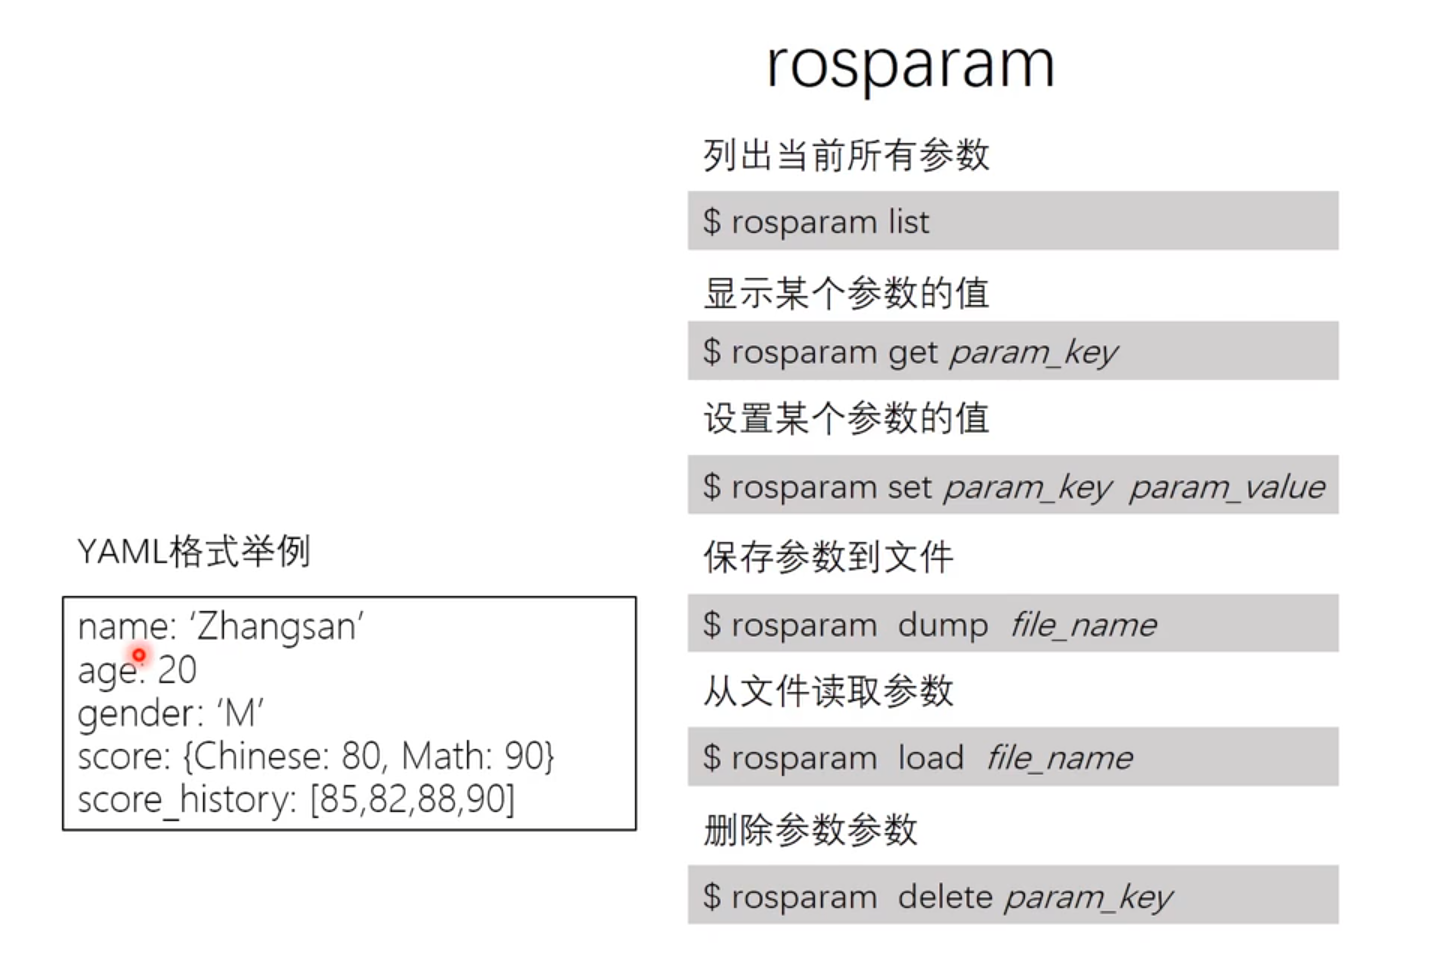 rosparam
列出当前所有参数
$ rosparam list
显示某个参数的值
$ rosparam get param_key
设置某个参数的值
$ rosparam set param_key param_value
保存参数到文件
$ rosparam dump file_name
从文件读取参数
$ rosparam load file_name
删除参数参数
$ rosparam delete param_key
YAML格式举例
name: ‘Zhangsan’
age: 20
gender: ‘M’
score: {Chinese: 80, Math: 90}
score_history: [85,82,88,90]